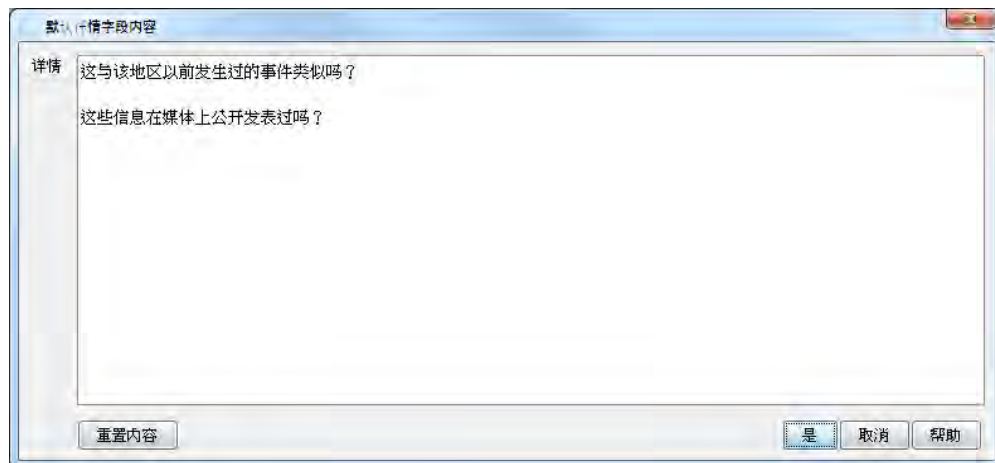 默认详情字段内容
详情
这与该地区以前发生过的事件类似吗？
这些信息在媒体上公开发表过吗？
重置内容
是
取消
帮助